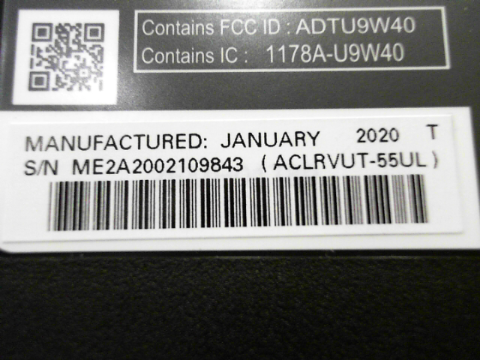 Contains FCC ID : ADTU9W40
Contains IC : 1178A-U9W40
MANUFACTURED: JANUARY 2020 T
S/N ME2A2002109843 (ACLRVUT-55UL)